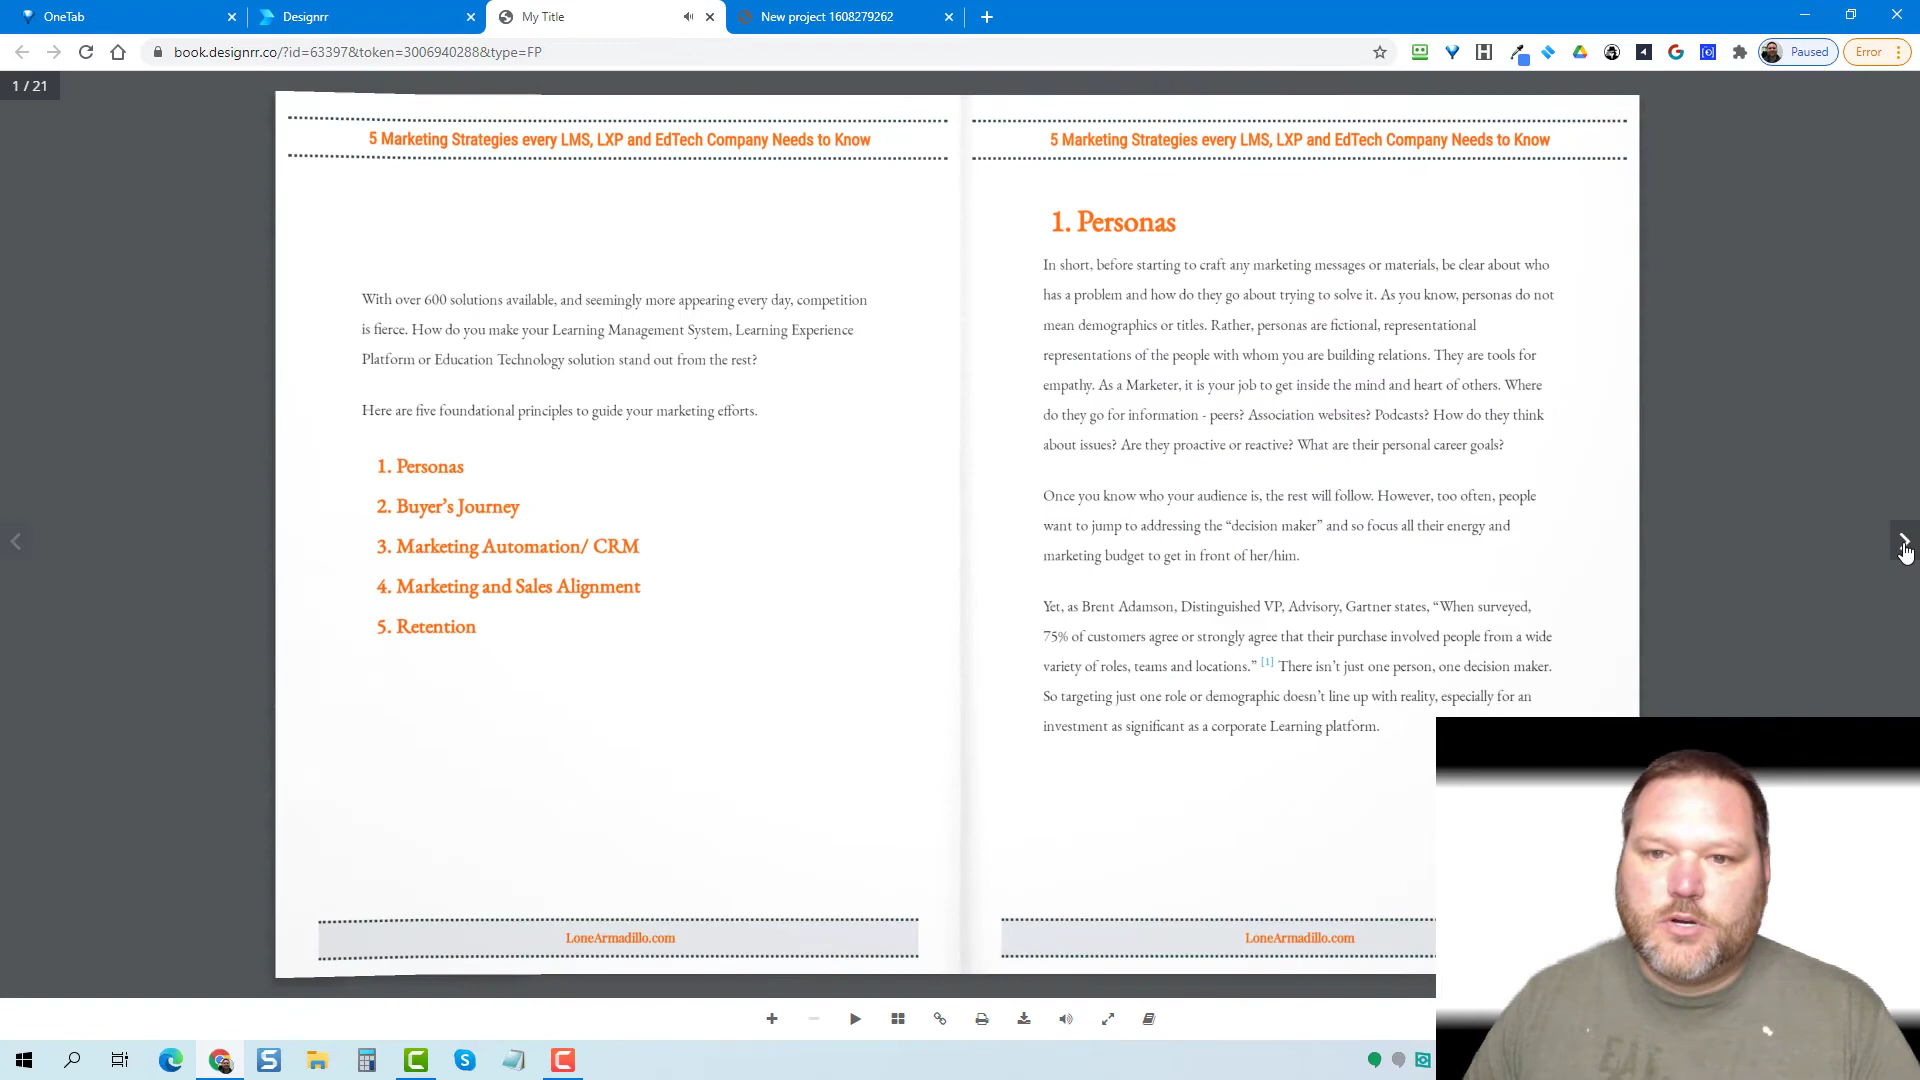 OneTab
Designrr
My Title
New project 1608279262
book.designrr.co/?id=63397&token=3006940288&type=FP
Paused
Error
1 / 21
5 Marketing Strategies every LMS, LXP and EdTech Company Needs to Know
With over 600 solutions available, and seemingly more appearing every day, competition
is fierce. How do you make your Learning Management System, Learning Experience
Platform or Education Technology solution stand out from the rest?
Here are five foundational principles to guide your marketing efforts.
1. Personas
2. Buyer’s Journey
3. Marketing Automation/ CRM
4. Marketing and Sales Alignment
5. Retention
LoneArmadillo.com
5 Marketing Strategies every LMS, LXP and EdTech Company Needs to Know
1. Personas
In short, before starting to craft any marketing messages or materials, be clear about who
has a problem and how do they go about trying to solve it. As you know, personas do not
mean demographics or titles. Rather, personas are fictional, representational
representations of the people with whom you are building relations. They are tools for
empathy. As a Marketer, it is your job to get inside the mind and heart of others. Where
do they go for information - peers? Association websites? Podcasts? How do they think
about issues? Are they proactive or reactive? What are their personal career goals?
Once you know who your audience is, the rest will follow. However, too often, people
want to jump to addressing the “decision maker” and so focus all their energy and
marketing budget to get in front of her/him.
Yet, as Brent Adamson, Distinguished VP, Advisory, Gartner states, “When surveyed,
75% of customers agree or strongly agree that their purchase involved people from a wide
variety of roles, teams and locations.” [1] There isn’t just one person, one decision maker.
So targeting just one role or demographic doesn’t line up with reality, especially for an
investment as significant as a corporate Learning platform.
LoneArmadillo.com